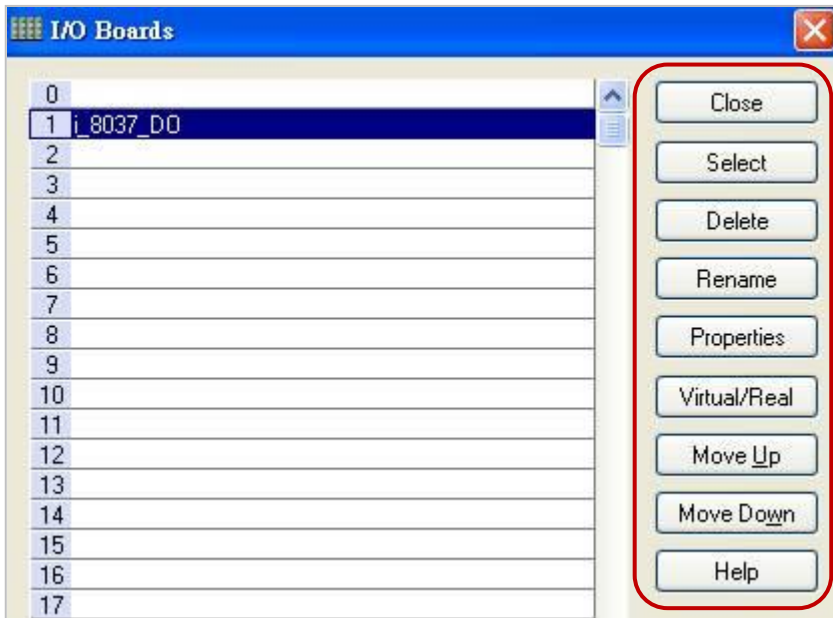 I/O Boards
0
1 i_8037_DO
2
3
4
5
6
7
8
9
10
11
12
13
14
15
16
17
Close
Select
Delete
Rename
Properties
Virtual/Real
Move Up
Move Down
Help